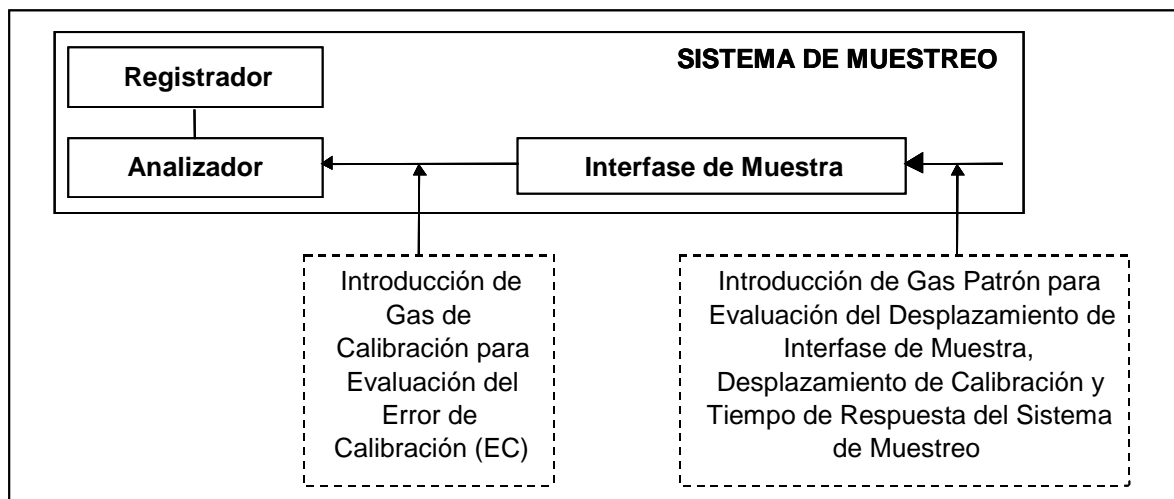 SISTEMA DE MUESTREO
Registrador
Analizador
Interfase de Muestra
Introducción de
Gas de
Calibración para
Evaluación del
Error de
Calibración (EC)
Introducción de Gas Patrón para
Evaluación del Desplazamiento de
Interfase de Muestra,
Desplazamiento de Calibración y
Tiempo de Respuesta del Sistema
de Muestreo